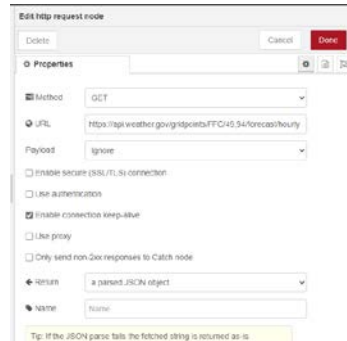 Edit http request node
Delete
Cancel
Done
Properties
Method
GET
URL
https://api.weather.gov/gridpoints/FFC/49,94/forecast/hourly
Payload
Ignore
Enable secure (SSL/TLS) connection
Use authentication
Enable connection keep-alive
Use proxy
Only send non-2xx responses to Catch node
Return
a parsed JSON object
Name
Name
Tip: If the JSON parse fails the fetched string is returned as-is